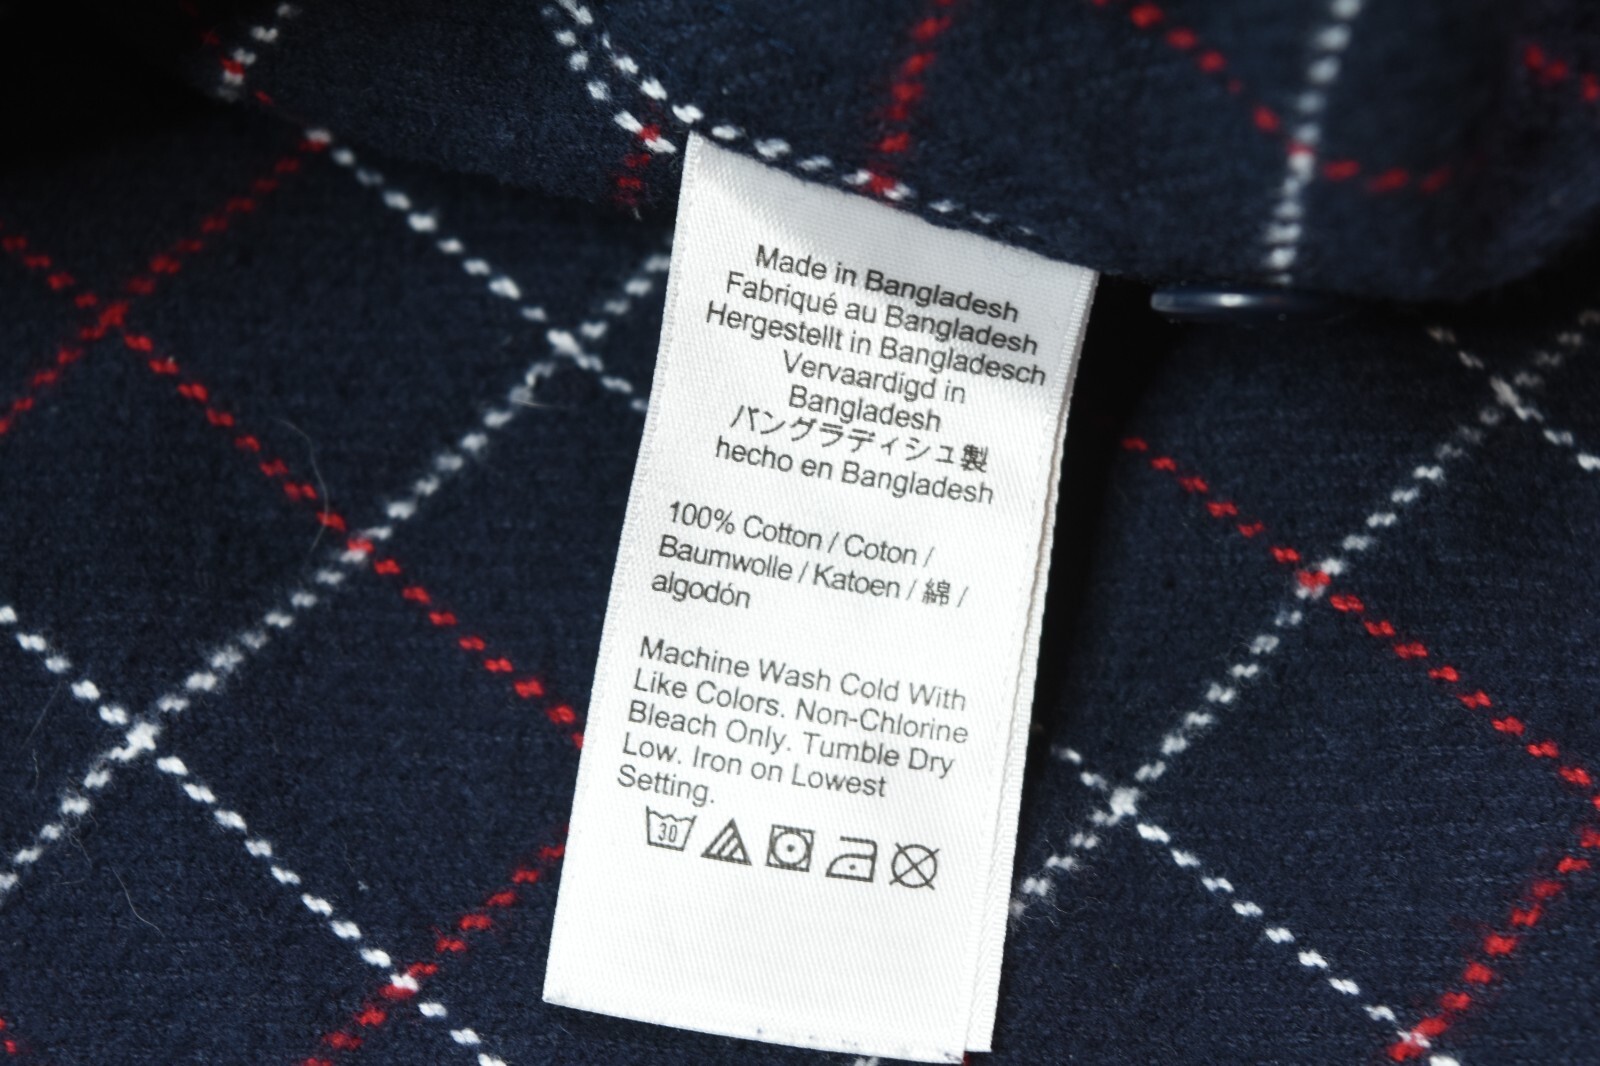 Made in Bangladesh
Fabriqué au Bangladesh
Hergestellt in Bangladesch
Vervaardigd in
Bangladesh
バングラディシュ製
hecho en Bangladesh
100% Cotton / Coton /
Baumwolle / Katoen / 綿 /
algodón
Machine Wash Cold With
Like Colors. Non-Chlorine
Bleach Only. Tumble Dry
Low. Iron on Lowest
Setting.
30